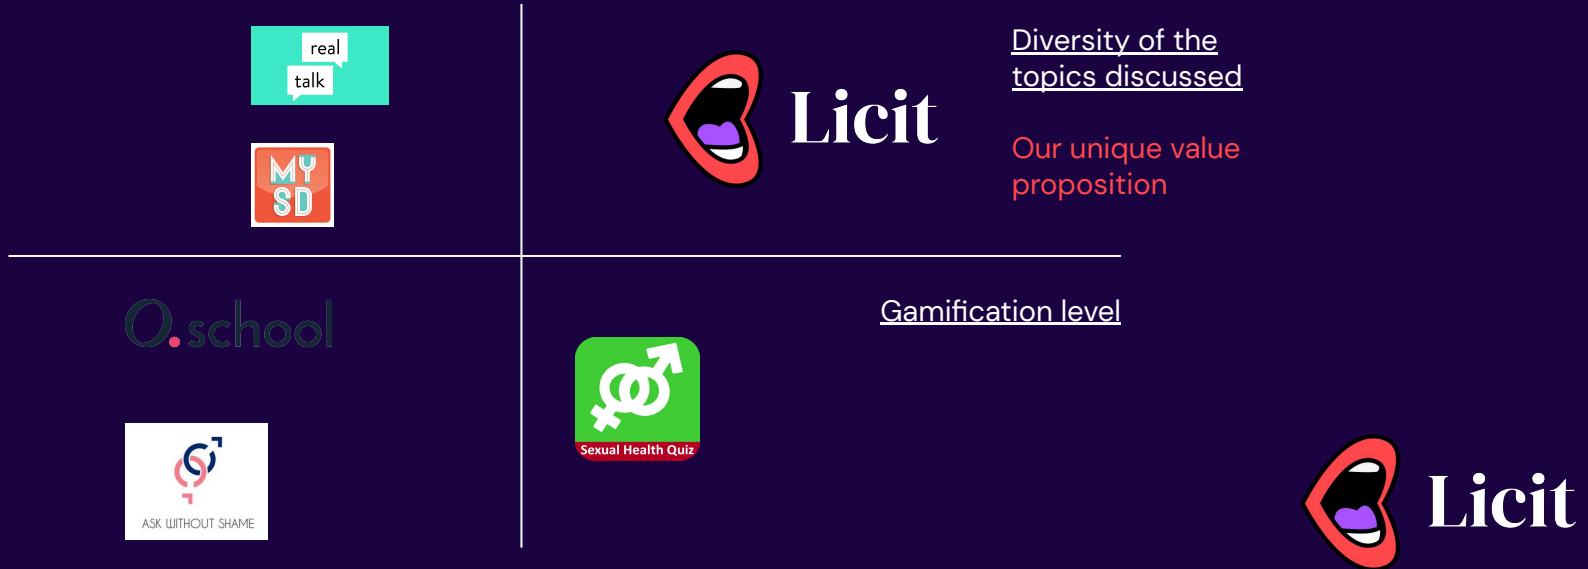 real
talk
MY
SD
Licit
Diversity of the
topics discussed
Our unique value
proposition
O.school
Gamification level
Sexual Health Quiz
ASK WITHOUT SHAME
Licit